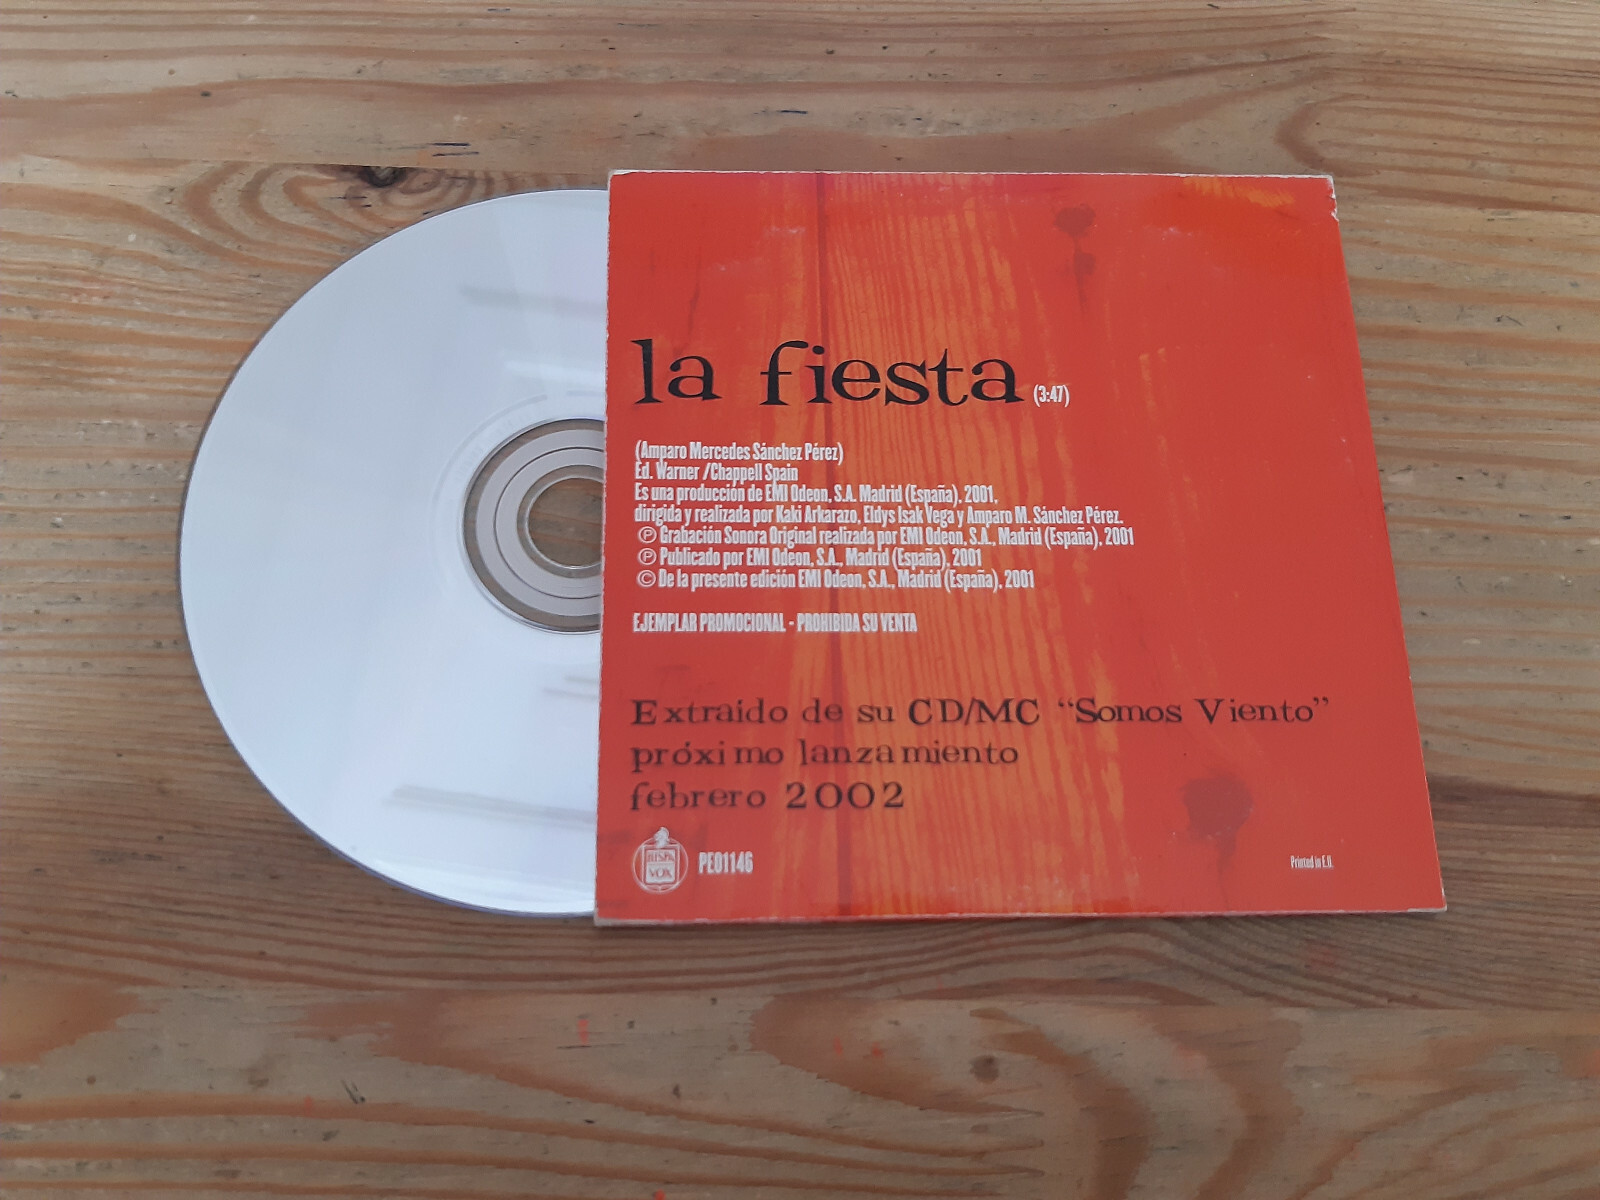 la fiesta (3:47)
(Amparo Mercedes Sánchez Pérez)
Ed. Warner /Chappell Spain
Es una producción de EMI Odeon, S.A. Madrid (España). 2001,
dirigida y realizada por Kaki Arkarazo, Eldys Isak Vega y Amparo M. Sánchez Pérez.
Ⓟ Grabación Sonora Original realizada por EMI Odeon, S.A., Madrid (España). 2001
Ⓟ Publicado por EMI Odeon, S.A., Madrid (España). 2001
© De la presente edición EMI Odeon, S.A., Madrid (España). 2001
EJEMPLAR PROMOCIONAL - PROHIBIDA SU VENTA
Extraido de su CD/MC “Somos Viento”
próximo lanzamiento
febrero 2002
HISPA
VOX
PE01146
Printed in E.U.